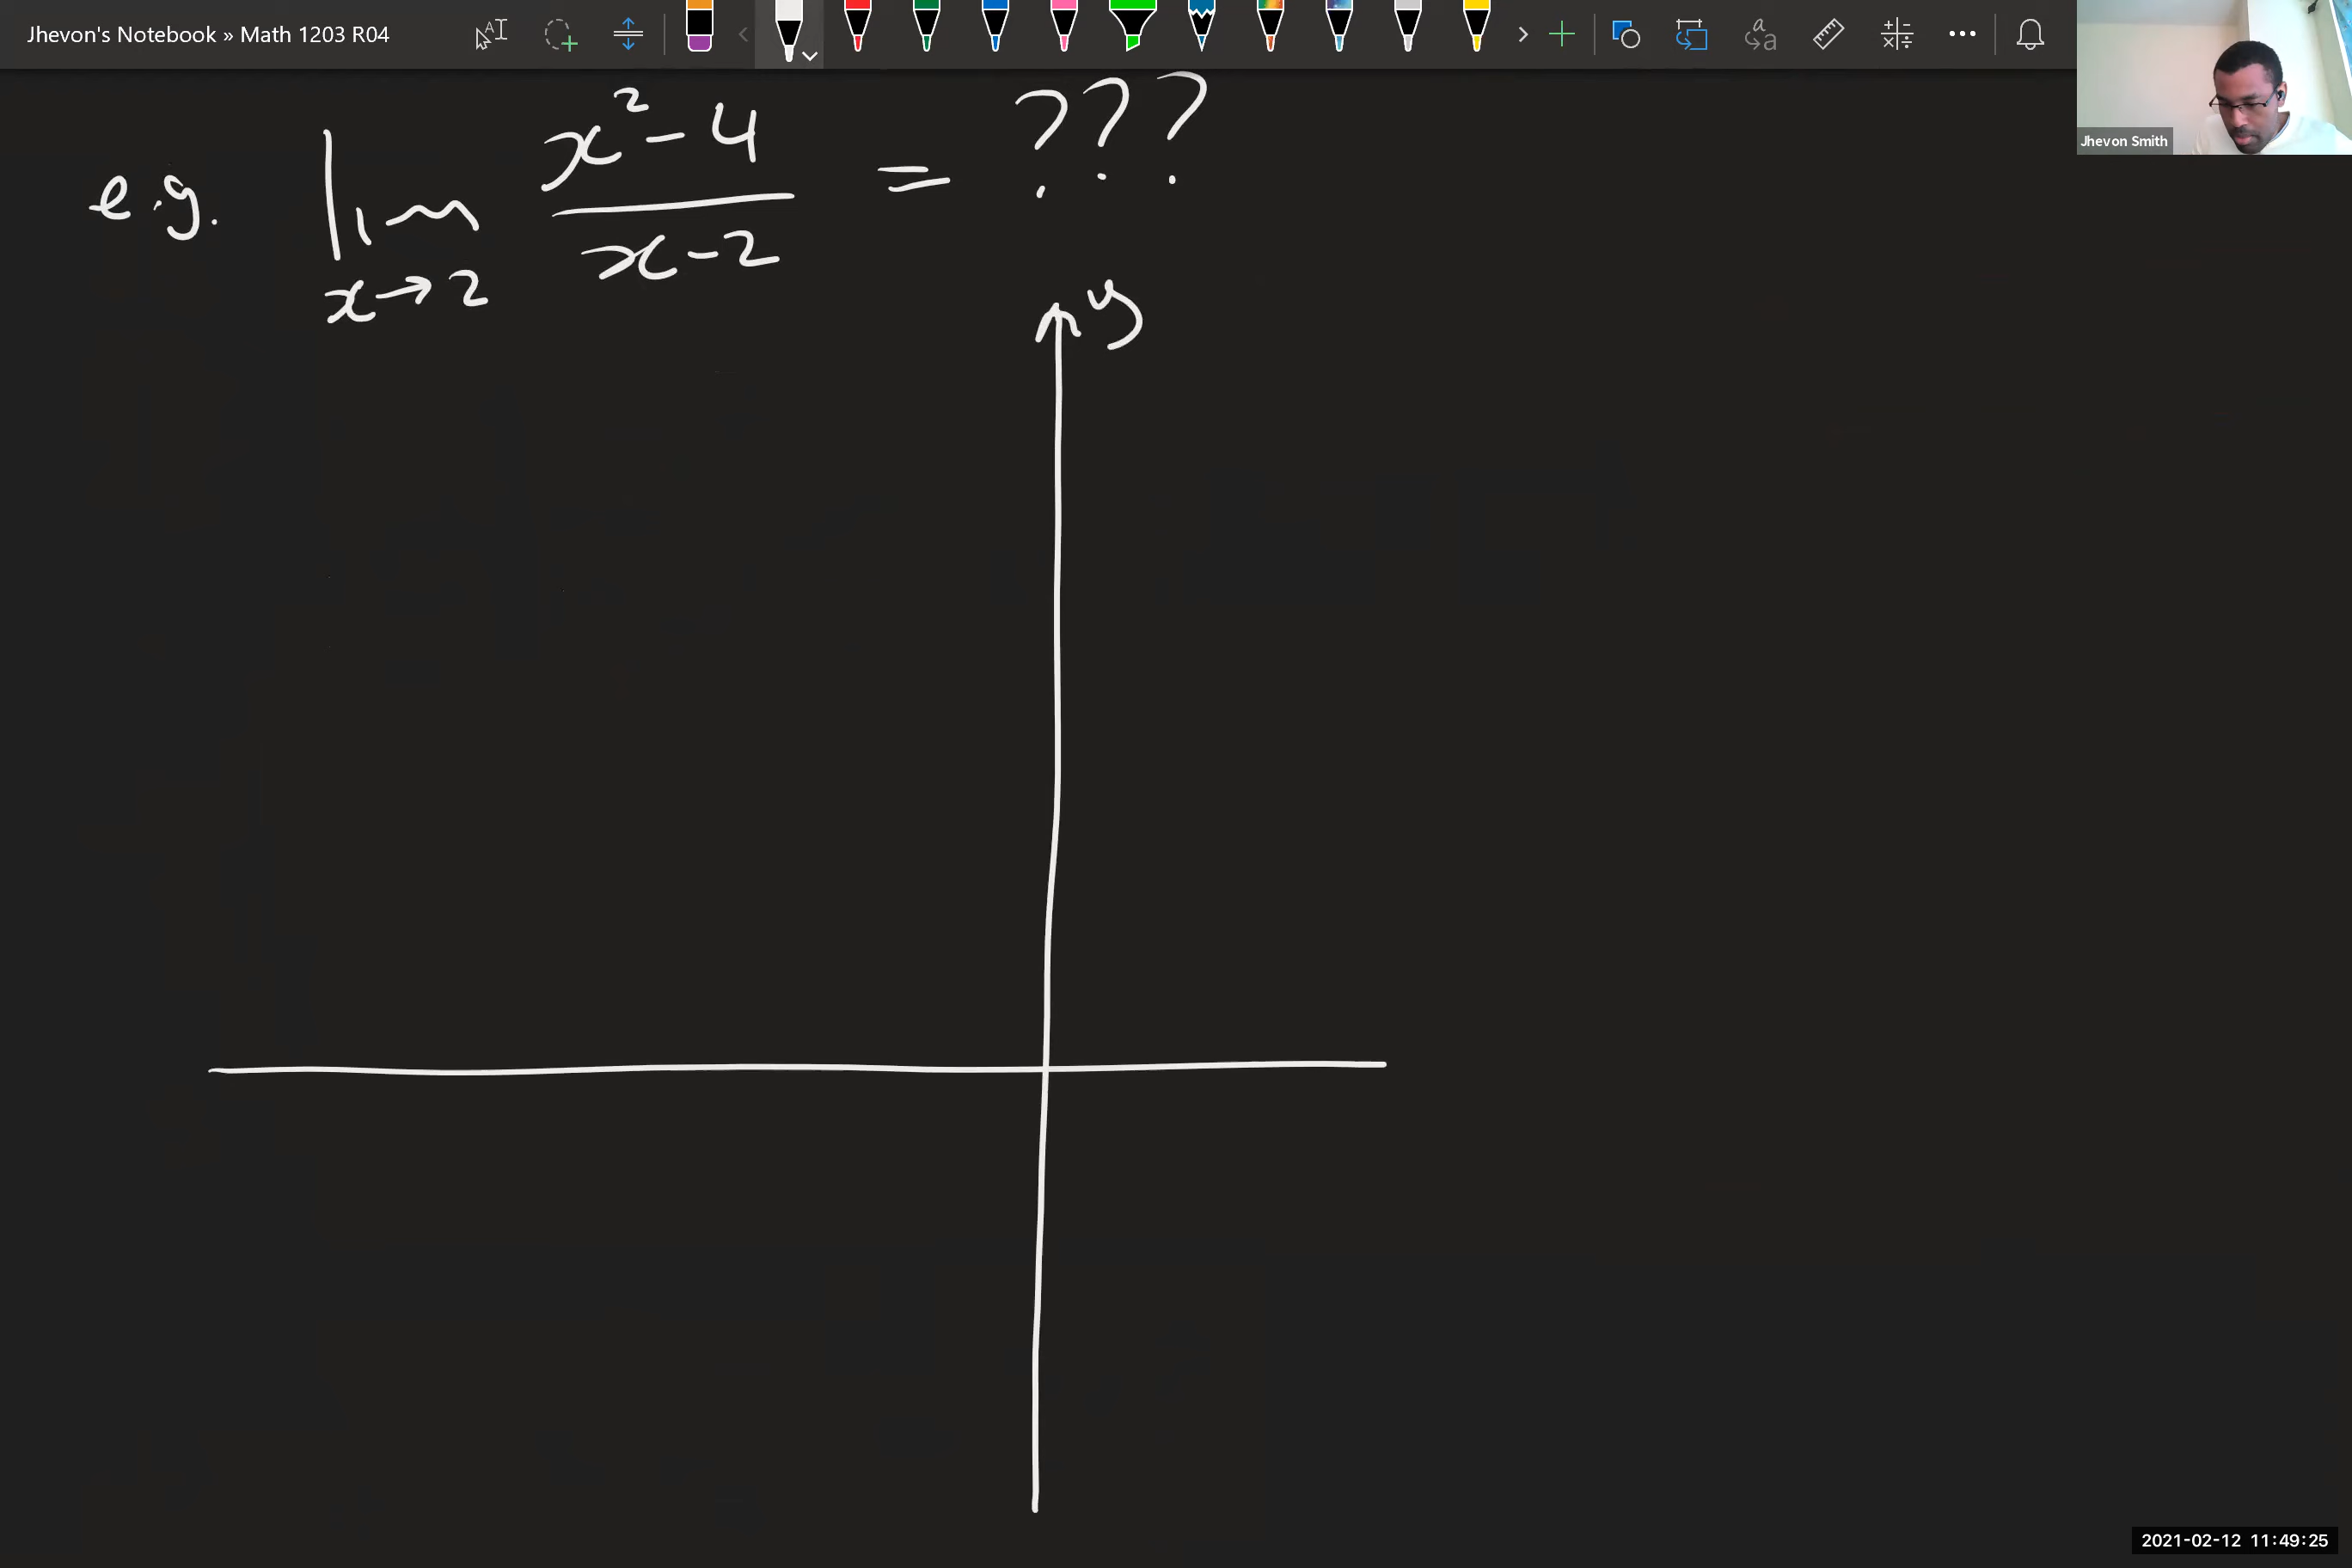 Jhevon's Notebook » Math 1203 R04
Jhevon Smith
e.g. lim x→2 (x² - 4)/(x - 2) = ???
y
2021-02-12 11:49:25